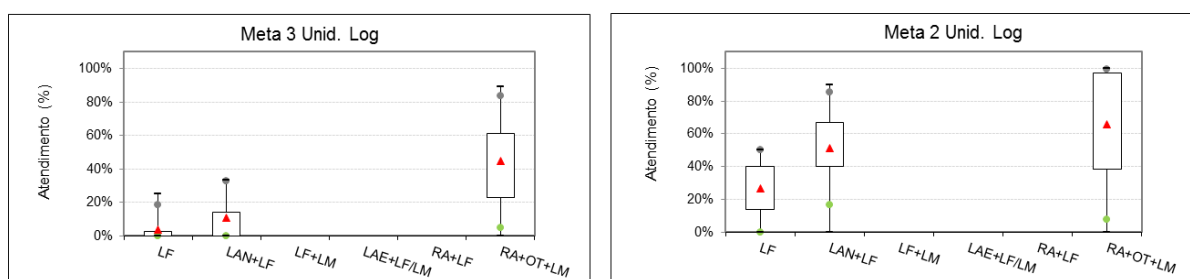 Meta 3 Unid. Log
Atendimento (%)
100%
80%
60%
40%
20%
0%
LF
LAN+LF
LF+LM
LAE+LF/LM
RA+LF
RA+OT+LM
Meta 2 Unid. Log
Atendimento (%)
100%
80%
60%
40%
20%
0%
LF
LAN+LF
LF+LM
LAE+LF/LM
RA+LF
RA+OT+LM